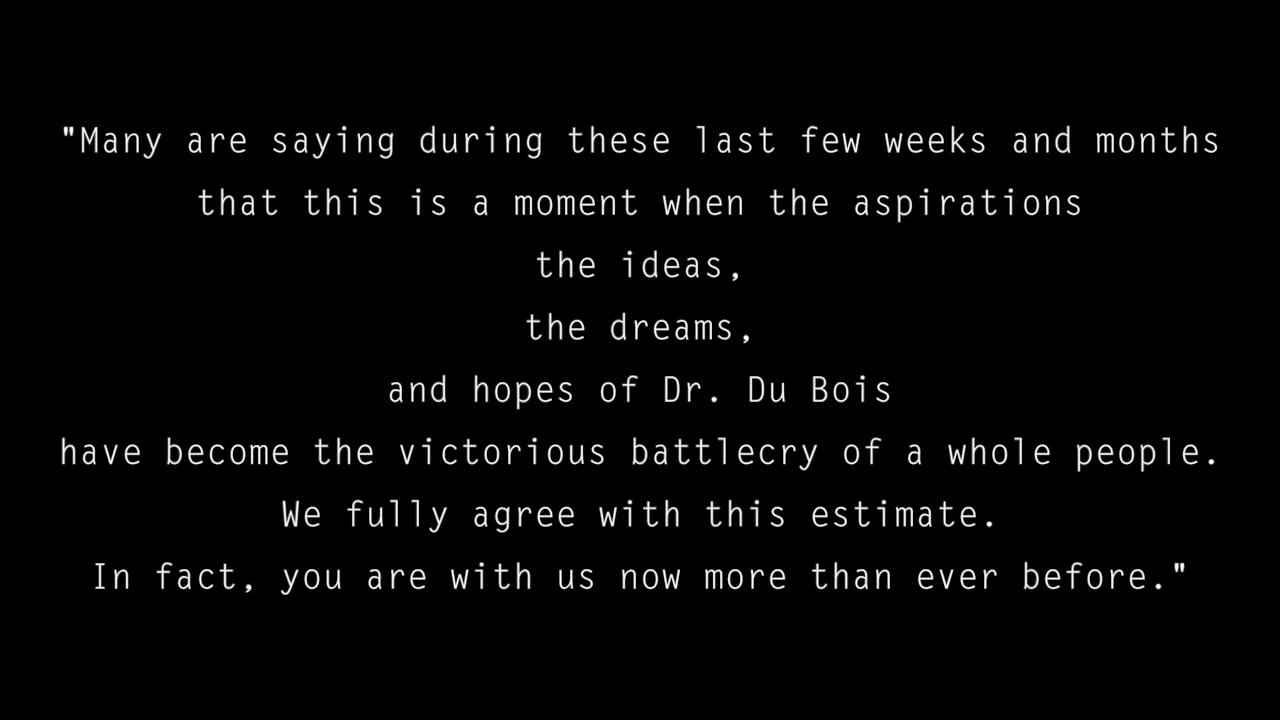 "Many are saying during these last few weeks and months
that this is a moment when the aspirations
the ideas,
the dreams,
and hopes of Dr. Du Bois
have become the victorious battlecry of a whole people.
We fully agree with this estimate.
In fact, you are with us now more than ever before."